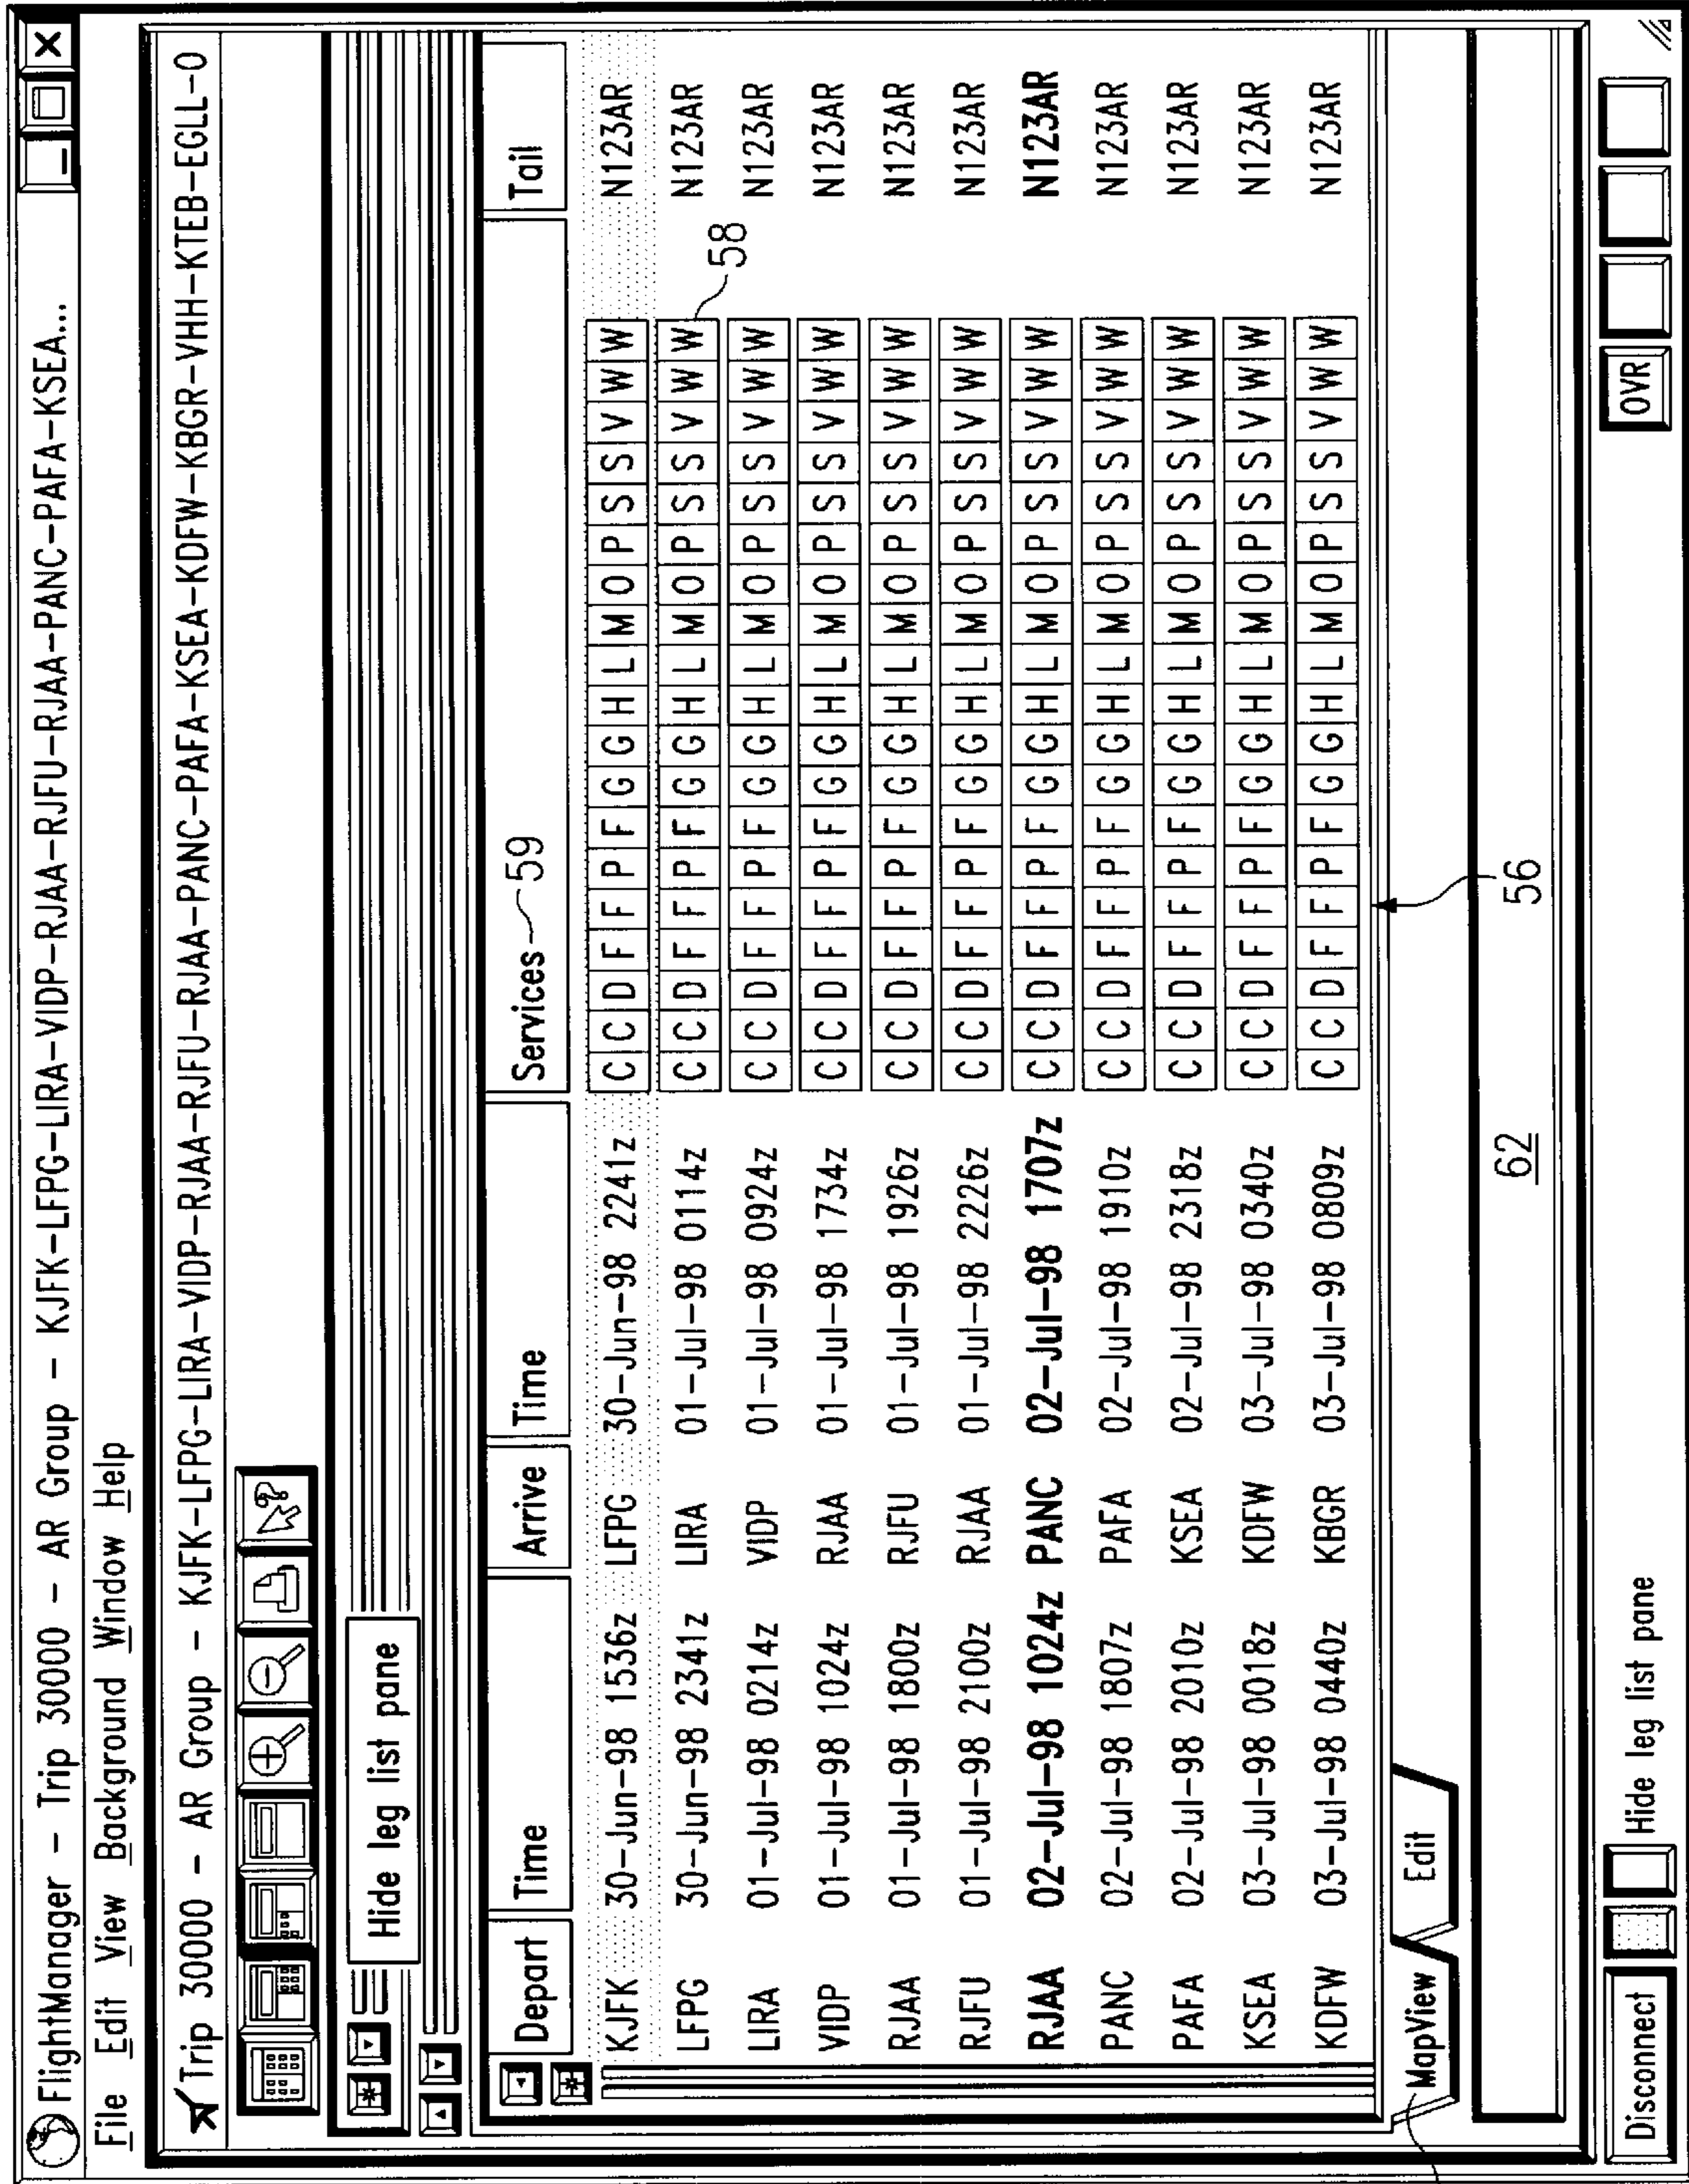 FlightManager – Trip 30000 – AR Group – KJFK–LFPG–LIRA–VIDP–RJAA–RJFU–RJAA–PANC–PAFA–KSEA...
File Edit View Background Window Help
Trip 30000 – AR Group – KJFK–LFPG–LIRA–VIDP–RJAA–RJFU–RJAA–PANC–PAFA–KSEA–KDFW–KBGR–VHH–KTEB–EGLL–0
Hide leg list pane
Depart Time Arrive Time Services 59 Tail
KJFK 30–Jun–98 1536z LFPG 30–Jun–98 2241z C C D F F P F G G H L M O P S S V W W N123AR
LFPG 30–Jun–98 2341z LIRA 01–Jul–98 0114z C C D F F P F G G H L M O P S S V W W N123AR
58
LIRA 01–Jul–98 0214z VIDP 01–Jul–98 0924z C C D F F P F G G H L M O P S S V W W N123AR
VIDP 01–Jul–98 1024z RJAA 01–Jul–98 1734z C C D F F P F G G H L M O P S S V W W N123AR
RJAA 01–Jul–98 1800z RJFU 01–Jul–98 1926z C C D F F P F G G H L M O P S S V W W N123AR
RJFU 01–Jul–98 2100z RJAA 01–Jul–98 2226z C C D F F P F G G H L M O P S S V W W N123AR
RJAA 02–Jul–98 1024z PANC 02–Jul–98 1707z C C D F F P F G G H L M O P S S V W W N123AR
PANC 02–Jul–98 1807z PAFA 02–Jul–98 1910z C C D F F P F G G H L M O P S S V W W N123AR
PAFA 02–Jul–98 2010z KSEA 02–Jul–98 2318z C C D F F P F G G H L M O P S S V W W N123AR
KSEA 03–Jul–98 0018z KDFW 03–Jul–98 0340z C C D F F P F G G H L M O P S S V W W N123AR
KDFW 03–Jul–98 0440z KBGR 03–Jul–98 0809z C C D F F P F G G H L M O P S S V W W N123AR
MapView Edit
56
62
Disconnect Hide leg list pane OVR